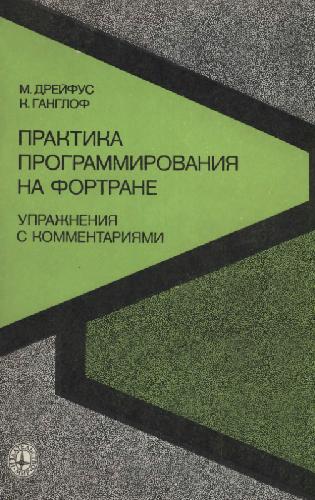 М. ДРЕЙФУС
К. ГАНГЛОФ
ПРАКТИКА
ПРОГРАММИРОВАНИЯ
НА ФОРТРАНЕ
УПРАЖНЕНИЯ
С КОММЕНТАРИЯМИ